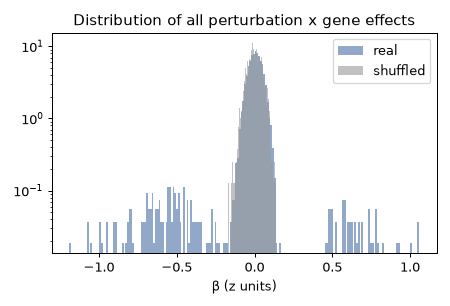 Distribution of all perturbation x gene effects
real
shuffled
10¹
10⁰
10⁻¹
−1.0 −0.5 0.0 0.5 1.0
β (z units)